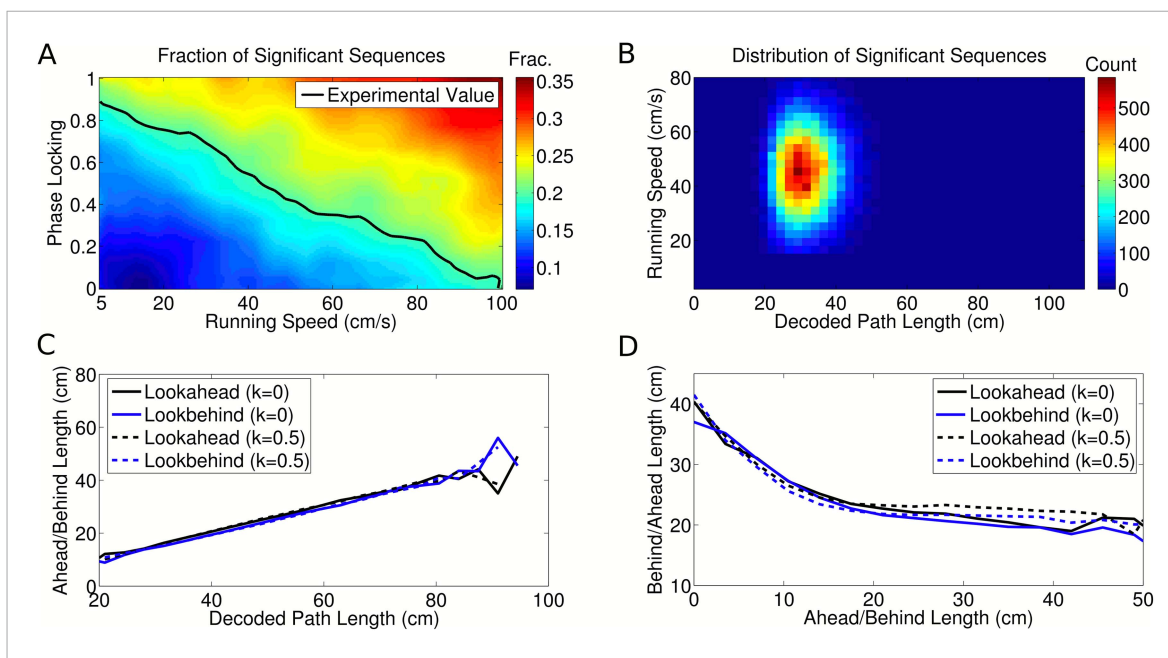 A
Fraction of Significant Sequences
Frac.
Experimental Value
Phase Locking
1
0.8
0.6
0.4
0.2
0
5
20
40
60
80
100
Running Speed (cm/s)
0.35
0.3
0.25
0.2
0.15
0.1
B
Distribution of Significant Sequences
Count
Running Speed (cm/s)
80
60
40
20
0
20
40
60
80
100
Decoded Path Length (cm)
500
400
300
200
100
0
C
Ahead/Behind Length (cm)
80
60
40
20
0
Lookahead (k=0)
Lookbehind (k=0)
Lookahead (k=0.5)
Lookbehind (k=0.5)
20
40
60
80
100
Decoded Path Length (cm)
D
Behind/Ahead Length (cm)
40
30
20
10
Lookahead (k=0)
Lookbehind (k=0)
Lookahead (k=0.5)
Lookbehind (k=0.5)
0
10
20
30
40
50
Ahead/Behind Length (cm)